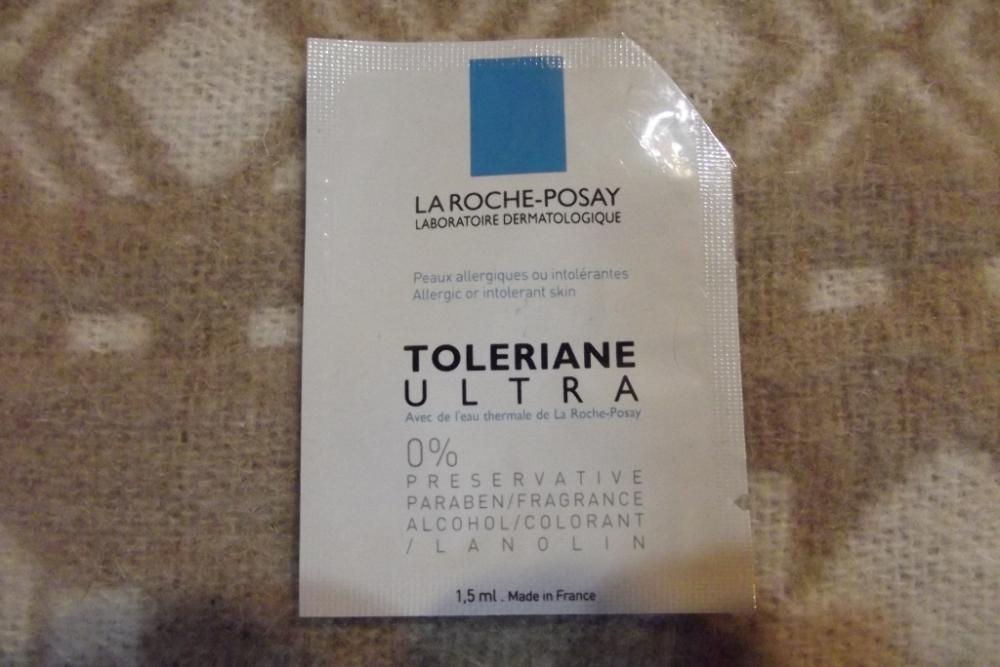 LA ROCHE-POSAY
LABORATOIRE DERMATOLOGIQUE
Peaux allergiques ou intolérantes
Allergic or intolerant skin
TOLERIANE
ULTRA
Avec de l'eau thermale de La Roche-Posay
0%
PRESERVATIVE
PARABEN/FRAGRANCE
ALCOHOL/COLORANT
/LANOLIN
1,5 ml . Made in France